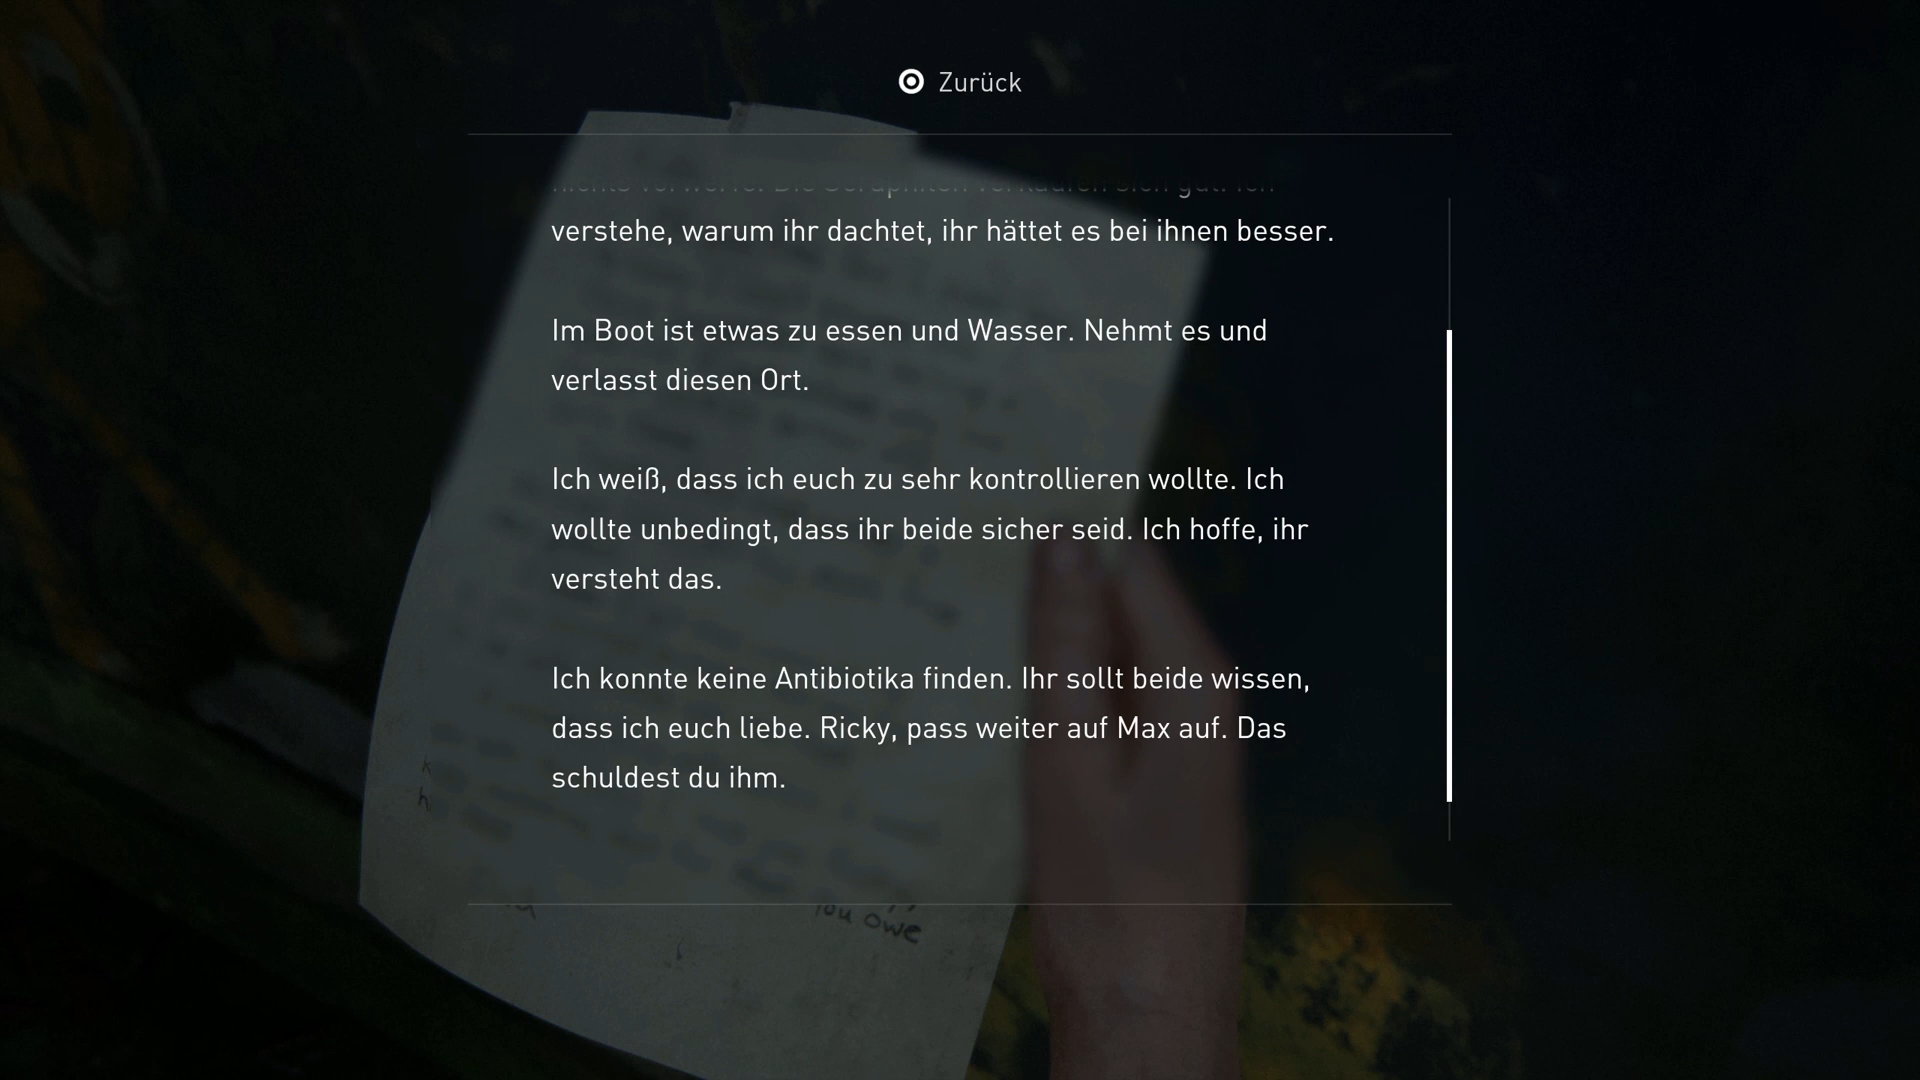 Zurück
verstehe, warum ihr dachtet, ihr hättet es bei ihnen besser.
Im Boot ist etwas zu essen und Wasser. Nehmt es und
verlasst diesen Ort.
Ich weiß, dass ich euch zu sehr kontrollieren wollte. Ich
wollte unbedingt, dass ihr beide sicher seid. Ich hoffe, ihr
versteht das.
Ich konnte keine Antibiotika finden. Ihr sollt beide wissen,
dass ich euch liebe. Ricky, pass weiter auf Max auf. Das
schuldest du ihm.
you owe